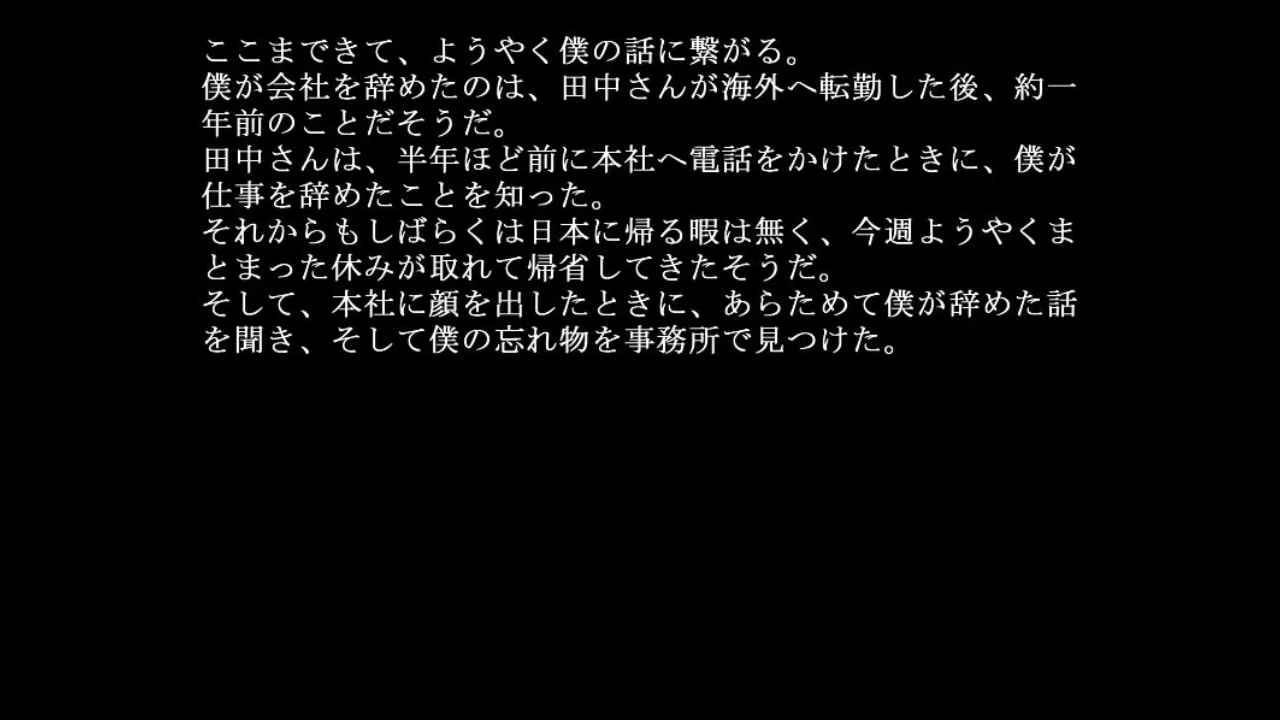 ここまできて、ようやく僕の話に繋がる。
僕が会社を辞めたのは、田中さんが海外へ転勤した後、約一
年前のことだそうだ。
田中さんは、半年ほど前に本社へ電話をかけたときに、僕が
仕事を辞めたことを知った。
それからもしばらくは日本に帰る暇は無く、今週ようやくま
とまった休みが取れて帰省してきたそうだ。
そして、本社に顔を出したときに、あらためて僕が辞めた話
を聞き、そして僕の忘れ物を事務所で見つけた。